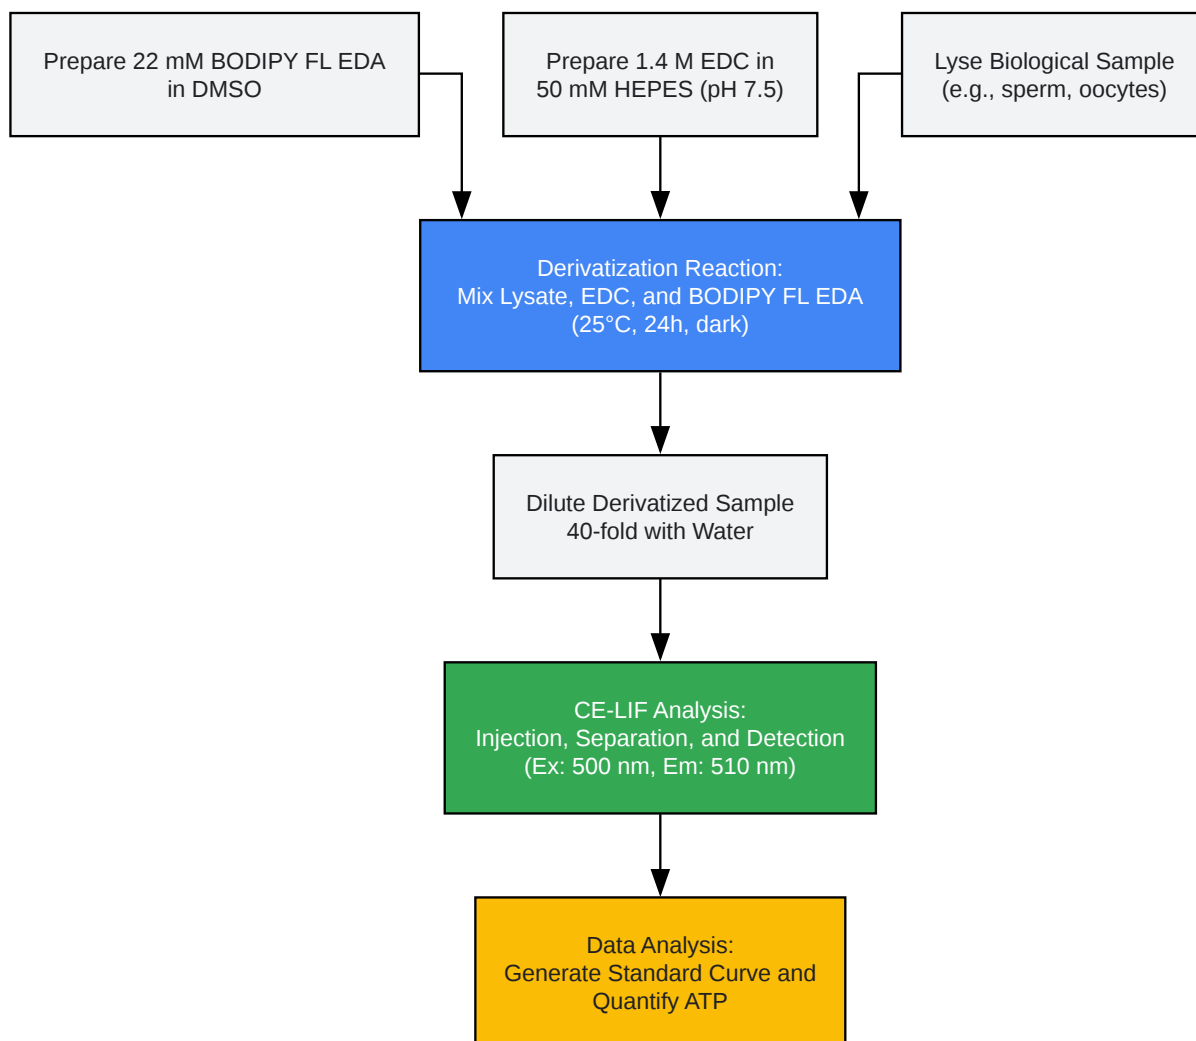 Prepare 22 mM BODIPY FL EDA
in DMSO
Prepare 1.4 M EDC in
50 mM HEPES (pH 7.5)
Lyse Biological Sample
(e.g., sperm, oocytes)
Derivatization Reaction:
Mix Lysate, EDC, and BODIPY FL EDA
(25°C, 24h, dark)
Dilute Derivatized Sample
40-fold with Water
CE-LIF Analysis:
Injection, Separation, and Detection
(Ex: 500 nm, Em: 510 nm)
Data Analysis:
Generate Standard Curve and
Quantify ATP